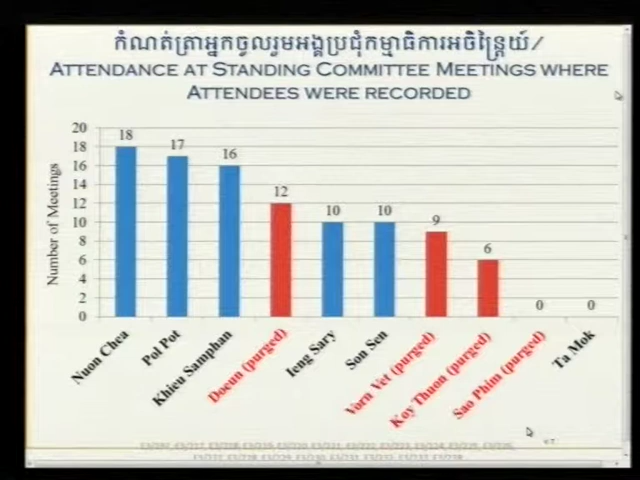 កំណត់ត្រាអ្នកចូលរួមអង្គប្រជុំកម្មាធិការអចិន្ត្រៃយ៍/
ATTENDANCE AT STANDING COMMITTEE MEETINGS WHERE
ATTENDEES WERE RECORDED
Number of Meetings
20
18
16
14
12
10
8
6
4
2
0
18
17
16
12
10
10
9
6
0
0
Nuon Chea
Pol Pot
Khieu Samphan
Doeun (purged)
Ieng Sary
Son Sen
Vorn Vet (purged)
Koy Thuon (purged)
Sao Phim (purged)
Ta Mok